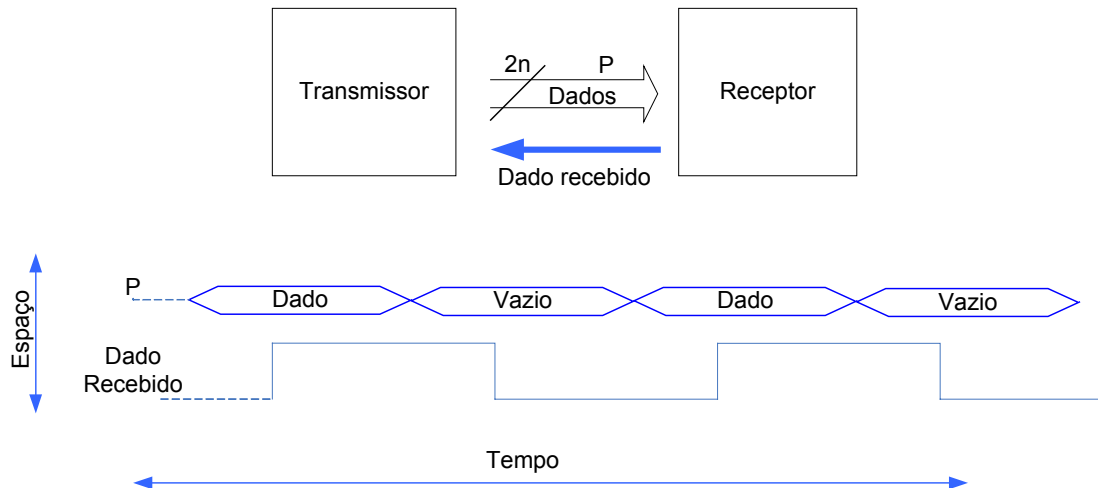 Transmissor
2n P
Dados
Receptor
Dado recebido
Espaço
P
Dado Vazio Dado Vazio
Dado
Recebido
Tempo